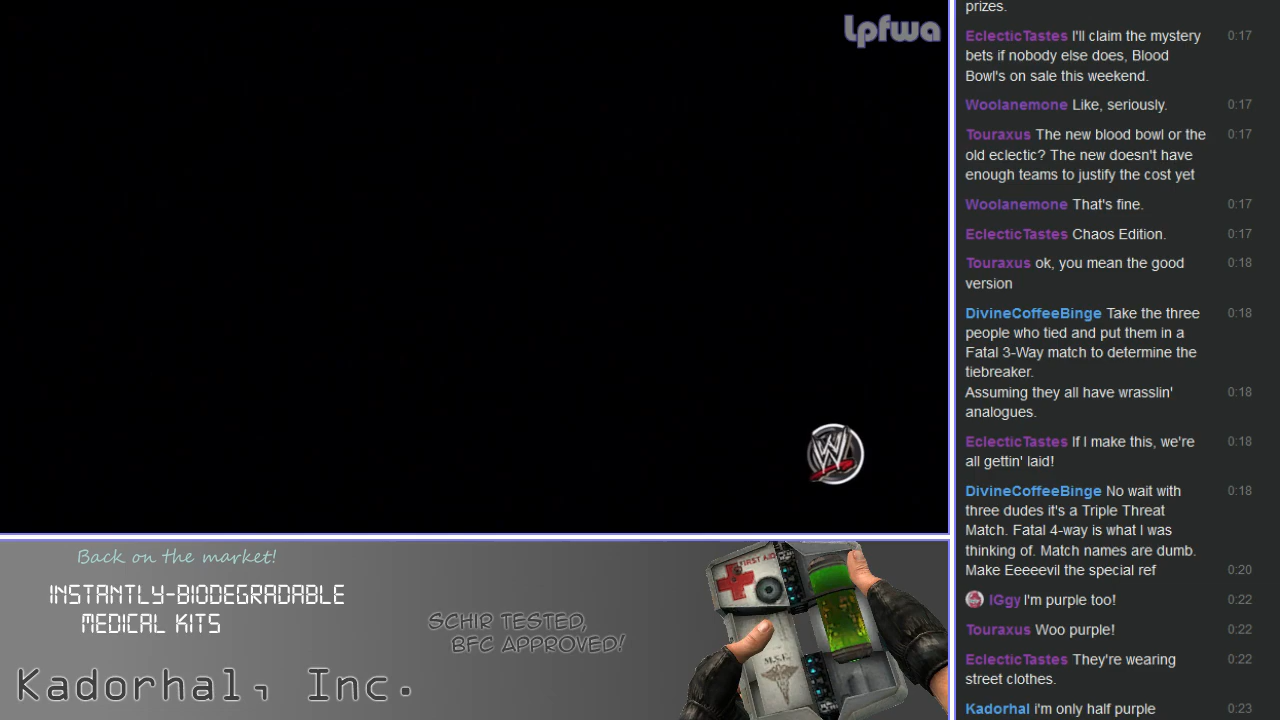 lpfwa
W
Back on the market!
INSTANTLY-BIODEGRADABLE
MEDICAL KITS
SCHIR TESTED,
BFC APPROVED!
Kadorhal, Inc.
FIRST AID
M.S.F.
prizes.
EclecticTastes I'll claim the mystery 0:17
bets if nobody else does, Blood
Bowl's on sale this weekend.
Woolanemone Like, seriously. 0:17
Touraxus The new blood bowl or the 0:17
old eclectic? The new doesn't have
enough teams to justify the cost yet
Woolanemone That's fine. 0:17
EclecticTastes Chaos Edition. 0:17
Touraxus ok, you mean the good 0:18
version
DivineCoffeeBinge Take the three 0:18
people who tied and put them in a
Fatal 3-Way match to determine the
tiebreaker.
Assuming they all have wrasslin' 0:18
analogues.
EclecticTastes If I make this, we're 0:18
all gettin' laid!
DivineCoffeeBinge No wait with 0:18
three dudes it's a Triple Threat
Match. Fatal 4-way is what I was
thinking of. Match names are dumb.
Make Eeeeevil the special ref 0:20
IGgy I'm purple too! 0:22
Touraxus Woo purple! 0:22
EclecticTastes They're wearing 0:22
street clothes.
Kadorhal i'm only half purple 0:23